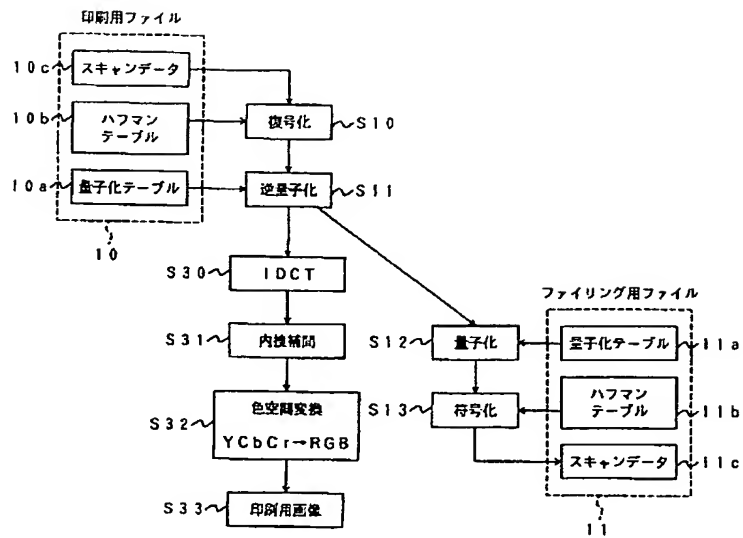 印刷用ファイル
10c
スキャンデータ
10b
ハフマン
テーブル
復号化
S10
10a
量子化テーブル
逆量子化
S11
10
S30
IDCT
ファイリング用ファイル
S31
内挿補間
S12
量子化
量子化テーブル
11a
S32
色空間変換
YCbCr→RGB
S13
符号化
ハフマン
テーブル
11b
スキャンデータ
11c
S33
印刷用画像
11